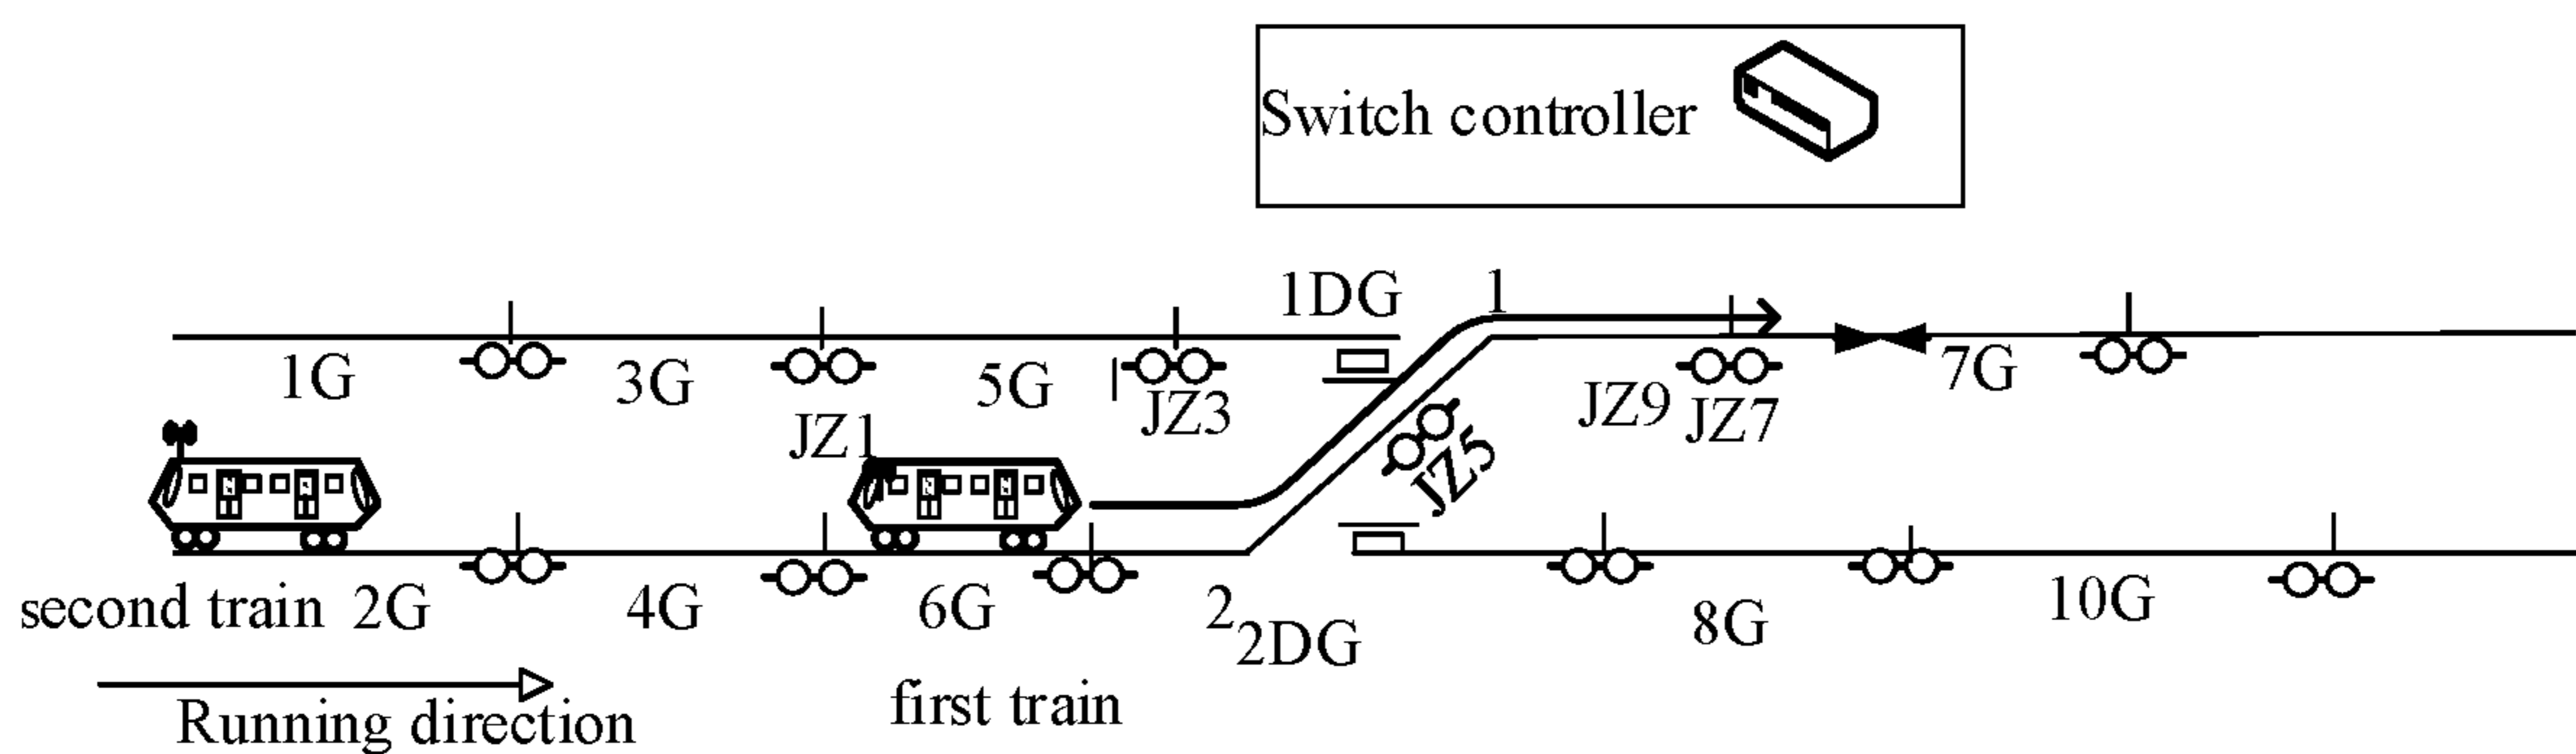 Switch controller
1DG
1
1G
3G
5G
JZ3
JZ9
JZ7
7G
JZ1
JZ5
second train
2G
4G
6G
2
2DG
8G
10G
Running direction
first train